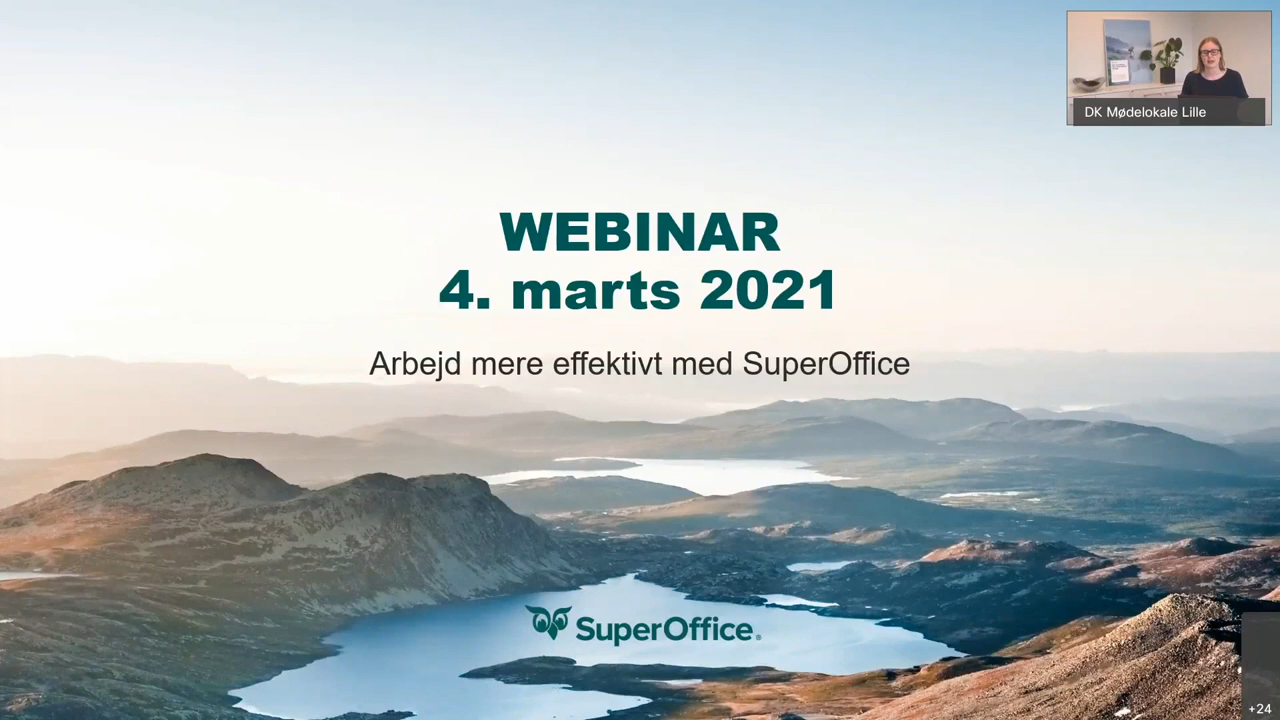 DK Mødelokale Lille
WEBINAR
4. marts 2021
Arbejd mere effektivt med SuperOffice
SuperOffice®
+24